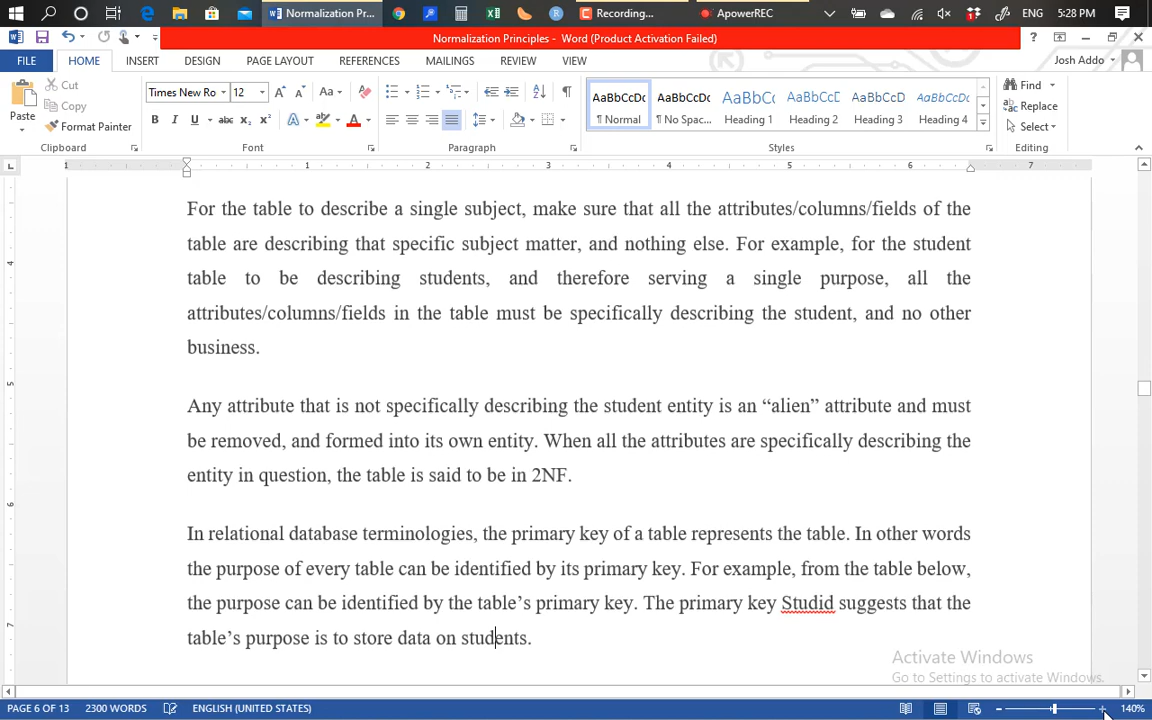 Normalization Pr...
Recording...
ApowerREC
ENG
5:28 PM
Normalization Principles - Word (Product Activation Failed)
FILE
HOME
INSERT
DESIGN
PAGE LAYOUT
REFERENCES
MAILINGS
REVIEW
VIEW
Josh Addo
Paste
Cut
Copy
Format Painter
Clipboard
Times New Ro
12
Font
Paragraph
AaBbCcDc
¶ Normal
AaBbCcDc
¶ No Spac...
AaBbCc
Heading 1
AaBbCcD
Heading 2
AaBbCcD
Heading 3
AaBbCcD
Heading 4
Styles
Find
Replace
Select
Editing
1 1 2 3 4 5 6 7
4
5
6
7
For the table to describe a single subject, make sure that all the attributes/columns/fields of the
table are describing that specific subject matter, and nothing else. For example, for the student
table to be describing students, and therefore serving a single purpose, all the
attributes/columns/fields in the table must be specifically describing the student, and no other
business.
Any attribute that is not specifically describing the student entity is an “alien” attribute and must
be removed, and formed into its own entity. When all the attributes are specifically describing the
entity in question, the table is said to be in 2NF.
In relational database terminologies, the primary key of a table represents the table. In other words
the purpose of every table can be identified by its primary key. For example, from the table below,
the purpose can be identified by the table’s primary key. The primary key Studid suggests that the
table’s purpose is to store data on students.
Activate Windows
Go to Settings to activate Windows.
PAGE 6 OF 13
2300 WORDS
ENGLISH (UNITED STATES)
140%